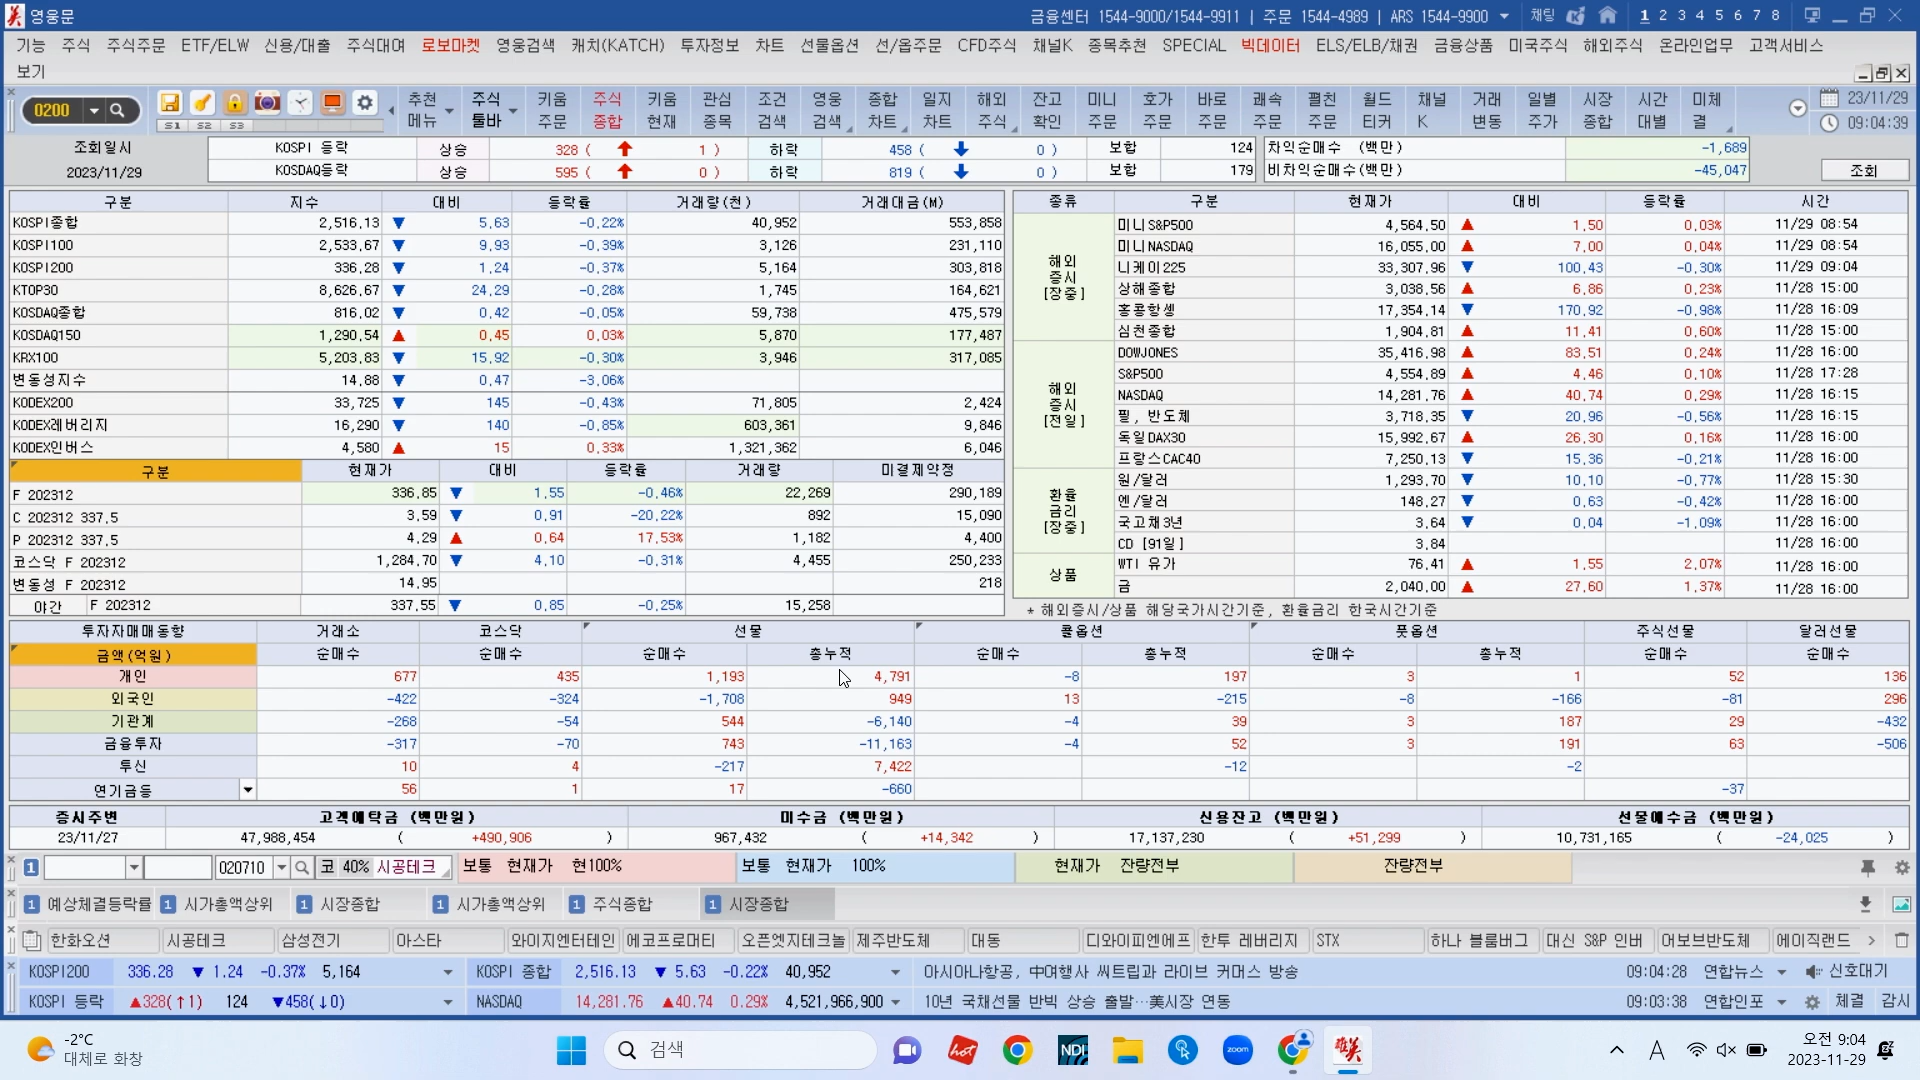 영웅문
금융센터 1544-9000/1544-9911 | 주문 1544-4989 | ARS 1544-9900 채팅 1 2 3 4 5 6 7 8
기능 주식 주식주문 ETF/ELW 신용/대출 주식대여 로보마켓 영웅검색 캐치(KATCH) 투자정보 차트 선물옵션 선/옵주문 CFD주식 채널K 종목추천 SPECIAL 빅데이터 ELS/ELB/채권 금융상품 미국주식 해외주식 온라인업무 고객서비스
보기
0200 S1 S2 S3 추천메뉴 주식툴바 키움주문 주식종합 키움현재 관심종목 조건검색 영웅검색 종합차트 일지차트 해외주식 잔고확인 미니주문 호가주문 바로주문 쾌속주문 펼친주문 월드티커 채널K 거래변동 일별주가 시장종합 시간대별 미체결 23/11/29
09:04:39
조회일시 KOSPI 등락 상승 328 ( 1 ) 하락 458 ( 0 ) 보합 124 차익순매수 (백만) -1,689
2023/11/29 KOSDAQ등락 상승 595 ( 0 ) 하락 819 ( 0 ) 보합 179 비차익순매수(백만) -45,047 조회
구분 지수 대비 등락률 거래량(천) 거래대금(M)
KOSPI종합 2,516.13 ▼ 5.63 -0.22% 40,952 553,858
KOSPI100 2,533.67 ▼ 9.93 -0.39% 3,126 231,110
KOSPI200 336.28 ▼ 1.24 -0.37% 5,164 303,818
KTOP30 8,626.67 ▼ 24.29 -0.28% 1,745 164,621
KOSDAQ종합 816.02 ▼ 0.42 -0.05% 59,738 475,579
KOSDAQ150 1,290.54 ▲ 0.45 0.03% 5,870 177,487
KRX100 5,203.83 ▼ 15.92 -0.30% 3,946 317,085
변동성지수 14.88 ▼ 0.47 -3.06%
KODEX200 33,725 ▼ 145 -0.43% 71,805 2,424
KODEX레버리지 16,290 ▼ 140 -0.85% 603,361 9,846
KODEX인버스 4,580 ▲ 15 0.33% 1,321,362 6,046
구분 현재가 대비 등락률 거래량 미결제약정
F 202312 336.85 ▼ 1.55 -0.46% 22,269 290,189
C 202312 337.5 3.59 ▼ 0.91 -20.22% 892 15,090
P 202312 337.5 4.29 ▲ 0.64 17.53% 1,182 4,400
코스닥 F 202312 1,284.70 ▼ 4.10 -0.31% 4,455 250,233
변동성 F 202312 14.95 218
야간 F 202312 337.55 ▼ 0.85 -0.25% 15,258
종류 구분 현재가 대비 등락률 시간
해외증시[장중]
미니S&P500 4,564.50 ▲ 1.50 0.03% 11/29 08:54
미니NASDAQ 16,055.00 ▲ 7.00 0.04% 11/29 08:54
니케이225 33,307.96 ▼ 100.43 -0.30% 11/29 09:04
상해종합 3,038.56 ▲ 6.86 0.23% 11/28 15:00
홍콩항셍 17,354.14 ▼ 170.92 -0.98% 11/28 16:09
심천종합 1,904.81 ▲ 11.41 0.60% 11/28 15:00
해외증시[전일]
DOWJONES 35,416.98 ▲ 83.51 0.24% 11/28 16:00
S&P500 4,554.89 ▲ 4.46 0.10% 11/28 17:28
NASDAQ 14,281.76 ▲ 40.74 0.29% 11/28 16:15
필. 반도체 3,718.35 ▼ 20.96 -0.56% 11/28 16:15
독일DAX30 15,992.67 ▲ 26.30 0.16% 11/28 16:00
프랑스CAC40 7,250.13 ▼ 15.36 -0.21% 11/28 16:00
환율금리[장중]
원/달러 1,293.70 ▼ 10.10 -0.77% 11/28 15:30
엔/달러 148.27 ▼ 0.63 -0.42% 11/28 16:00
국고채3년 3.64 ▼ 0.04 -1.09% 11/28 16:00
CD [91일] 3.84 11/28 16:00
상품
WTI 유가 76.41 ▲ 1.55 2.07% 11/28 16:00
금 2,040.00 ▲ 27.60 1.37% 11/28 16:00
* 해외증시/상품 해당국가시간기준, 환율금리 한국시간기준
투자자매매동향 거래소 코스닥 선물 콜옵션 풋옵션 주식선물 달러선물
금액(억원) 순매수 순매수 순매수 총누적 순매수 총누적 순매수 총누적 순매수 순매수
개인 677 435 1,193 4,791 -8 197 3 1 52 136
외국인 -422 -324 -1,708 949 13 -215 -8 -166 -81 296
기관계 -268 -54 544 -6,140 -4 39 3 187 29 -432
금융투자 -317 -70 743 -11,163 -4 52 3 191 63 -506
투신 10 4 -217 7,422 -12 -2
연기금등 56 1 17 -660 -37
증시주변 고객예탁금 (백만원) 미수금 (백만원) 신용잔고 (백만원) 선물예수금 (백만원)
23/11/27 47,988,454 ( +490,906 ) 967,432 ( +14,342 ) 17,137,230 ( +51,299 ) 10,731,165 ( -24,025 )
1 020710 코 40% 시공테크 보통 현재가 현100% 보통 현재가 100% 현재가 잔량전부 잔량전부
1 예상체결등락률 1 시가총액상위 1 시장종합 1 시가총액상위 1 주식종합 1 시장종합
한화오션 시공테크 삼성전기 아스타 와이지엔터테인 에코프로머티 오픈엣지테크놀 제주반도체 대동 디와이피엔에프 한투 레버리지 STX 하나 블룸버그 대신 S&P 인버 어보브반도체 에이직랜드
KOSPI200 336.28 ▼ 1.24 -0.37% 5,164 KOSPI 종합 2,516.13 ▼ 5.63 -0.22% 40,952 아시아나항공, 中여행사 씨트립과 라이브 커머스 방송 09:04:28 연합뉴스 신호대기
KOSPI 등락 ▲328(↑1) 124 ▼458(↓0) NASDAQ 14,281.76 ▲40.74 0.29% 4,521,966,900 10년 국채선물 반빅 상승 출발…美시장 연동 09:03:38 연합인포 체결 감시
-2°C
대체로 화창
검색
hot
NDI
zoom
A
오전 9:04
2023-11-29